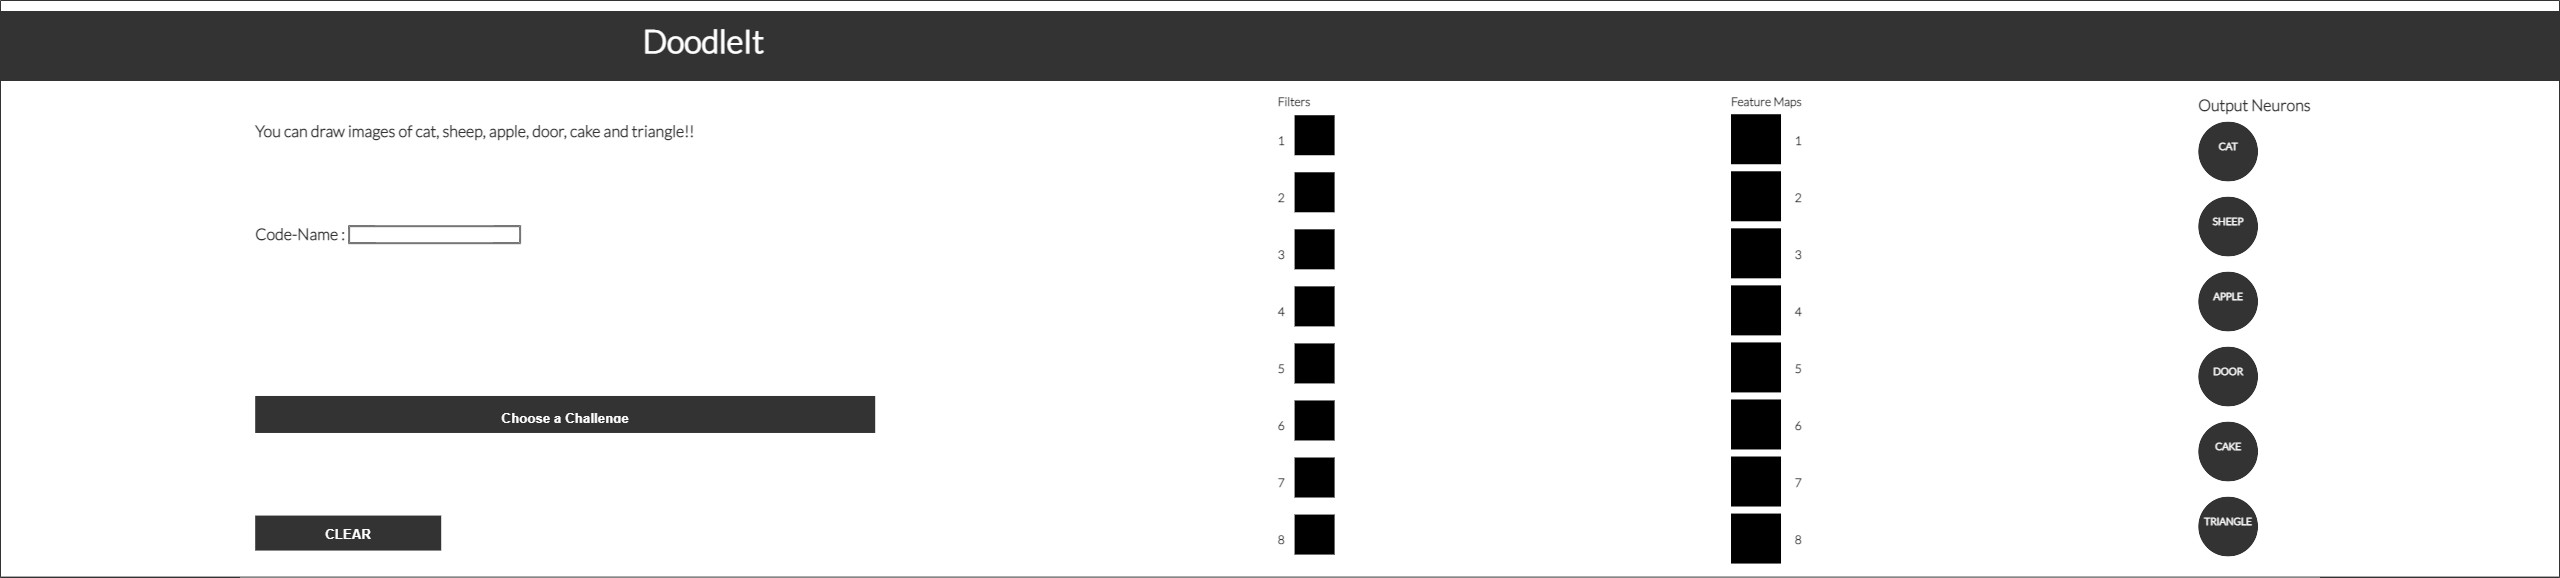 DoodleIt
You can draw images of cat, sheep, apple, door, cake and triangle!!
Code-Name :
Choose a Challenge
CLEAR
Filters
1
2
3
4
5
6
7
8
Feature Maps
1
2
3
4
5
6
7
8
Output Neurons
CAT
SHEEP
APPLE
DOOR
CAKE
TRIANGLE